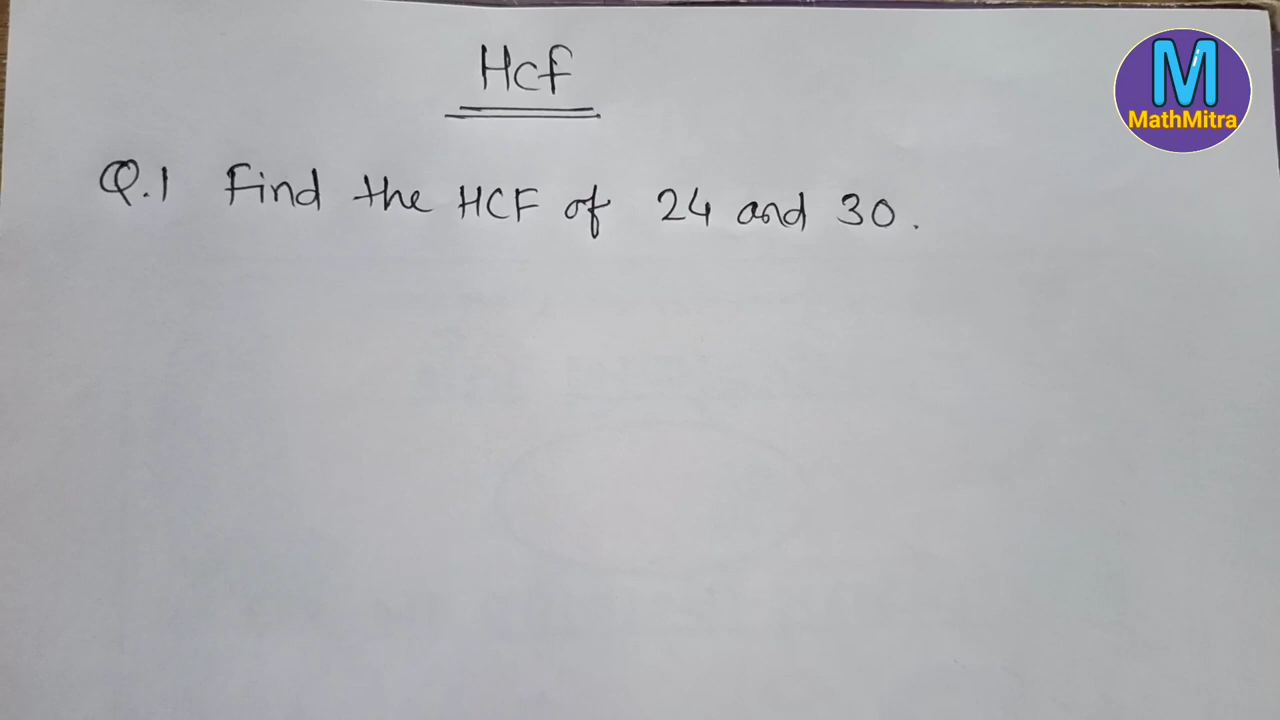 Hcf
M
MathMitra
Q.1 Find the HCF of 24 and 30.